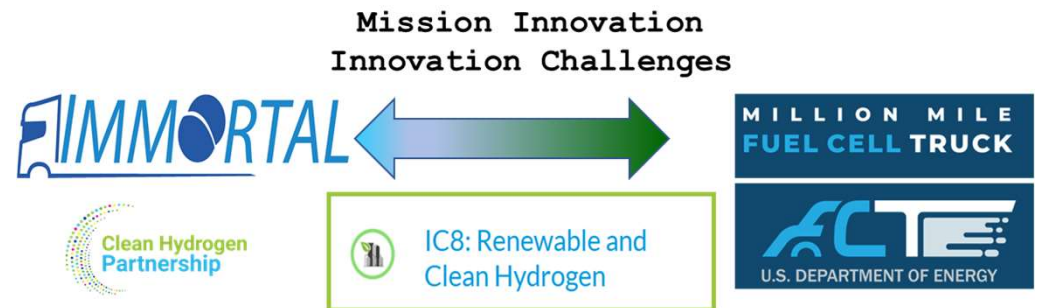 Mission Innovation
Innovation Challenges
IMMORTAL
MILLION MILE
FUEL CELL TRUCK
Clean Hydrogen
Partnership
IC8: Renewable and
Clean Hydrogen
FCT
U.S. DEPARTMENT OF ENERGY